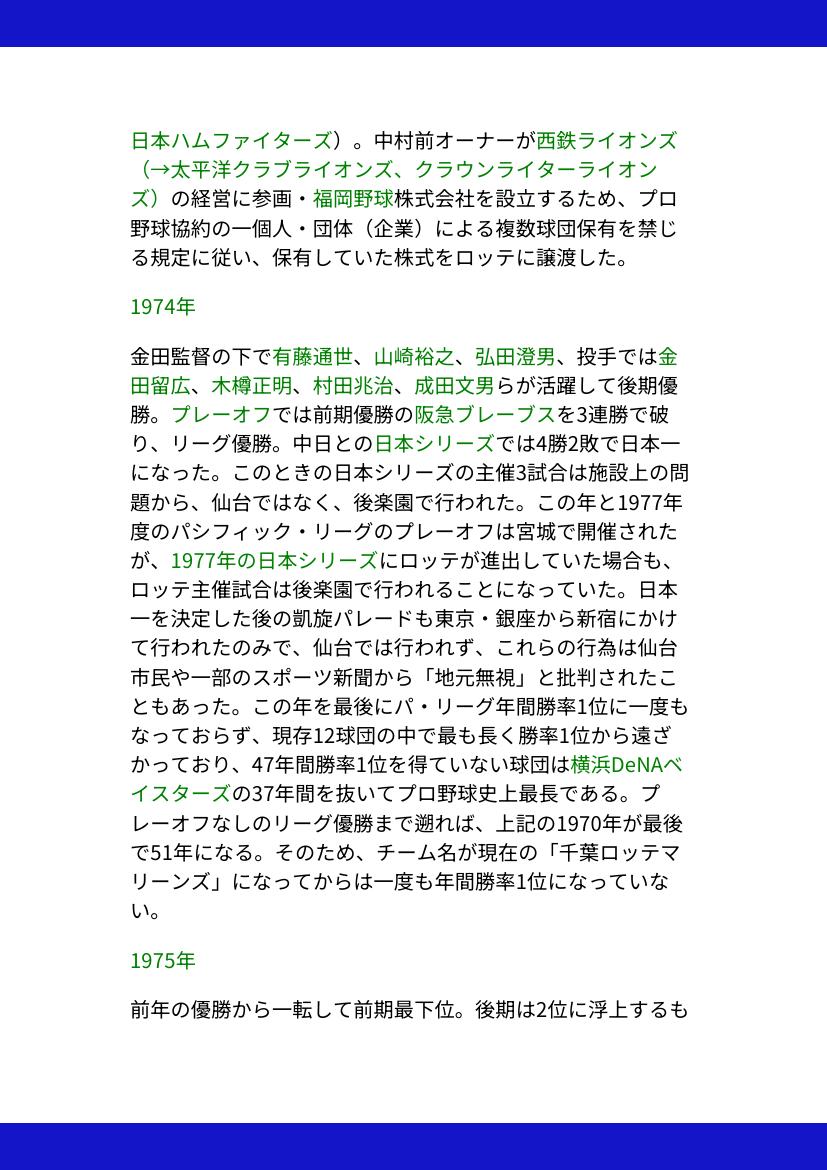 日本ハムファイターズ）。中村前オーナーが西鉄ライオンズ
（→太平洋クラブライオンズ、クラウンライターライオン
ズ）の経営に参画・福岡野球株式会社を設立するため、プロ
野球協約の一個人・団体（企業）による複数球団保有を禁じ
る規定に従い、保有していた株式をロッテに譲渡した。
1974年
金田監督の下で有藤通世、山崎裕之、弘田澄男、投手では金
田留広、木樽正明、村田兆治、成田文男らが活躍して後期優
勝。プレーオフでは前期優勝の阪急ブレーブスを3連勝で破
り、リーグ優勝。中日との日本シリーズでは4勝2敗で日本一
になった。このときの日本シリーズの主催3試合は施設上の問
題から、仙台ではなく、後楽園で行われた。この年と1977年
度のパシフィック・リーグのプレーオフは宮城で開催された
が、1977年の日本シリーズにロッテが進出していた場合も、
ロッテ主催試合は後楽園で行われることになっていた。日本
一を決定した後の凱旋パレードも東京・銀座から新宿にかけ
て行われたのみで、仙台では行われず、これらの行為は仙台
市民や一部のスポーツ新聞から「地元無視」と批判されたこ
ともあった。この年を最後にパ・リーグ年間勝率1位に一度も
なっておらず、現存12球団の中で最も長く勝率1位から遠ざ
かっており、47年間勝率1位を得ていない球団は横浜DeNAベ
イスターズの37年間を抜いてプロ野球史上最長である。プ
レーオフなしのリーグ優勝まで遡れば、上記の1970年が最後
で51年になる。そのため、チーム名が現在の「千葉ロッテマ
リーンズ」になってからは一度も年間勝率1位になっていな
い。
1975年
前年の優勝から一転して前期最下位。後期は2位に浮上するも